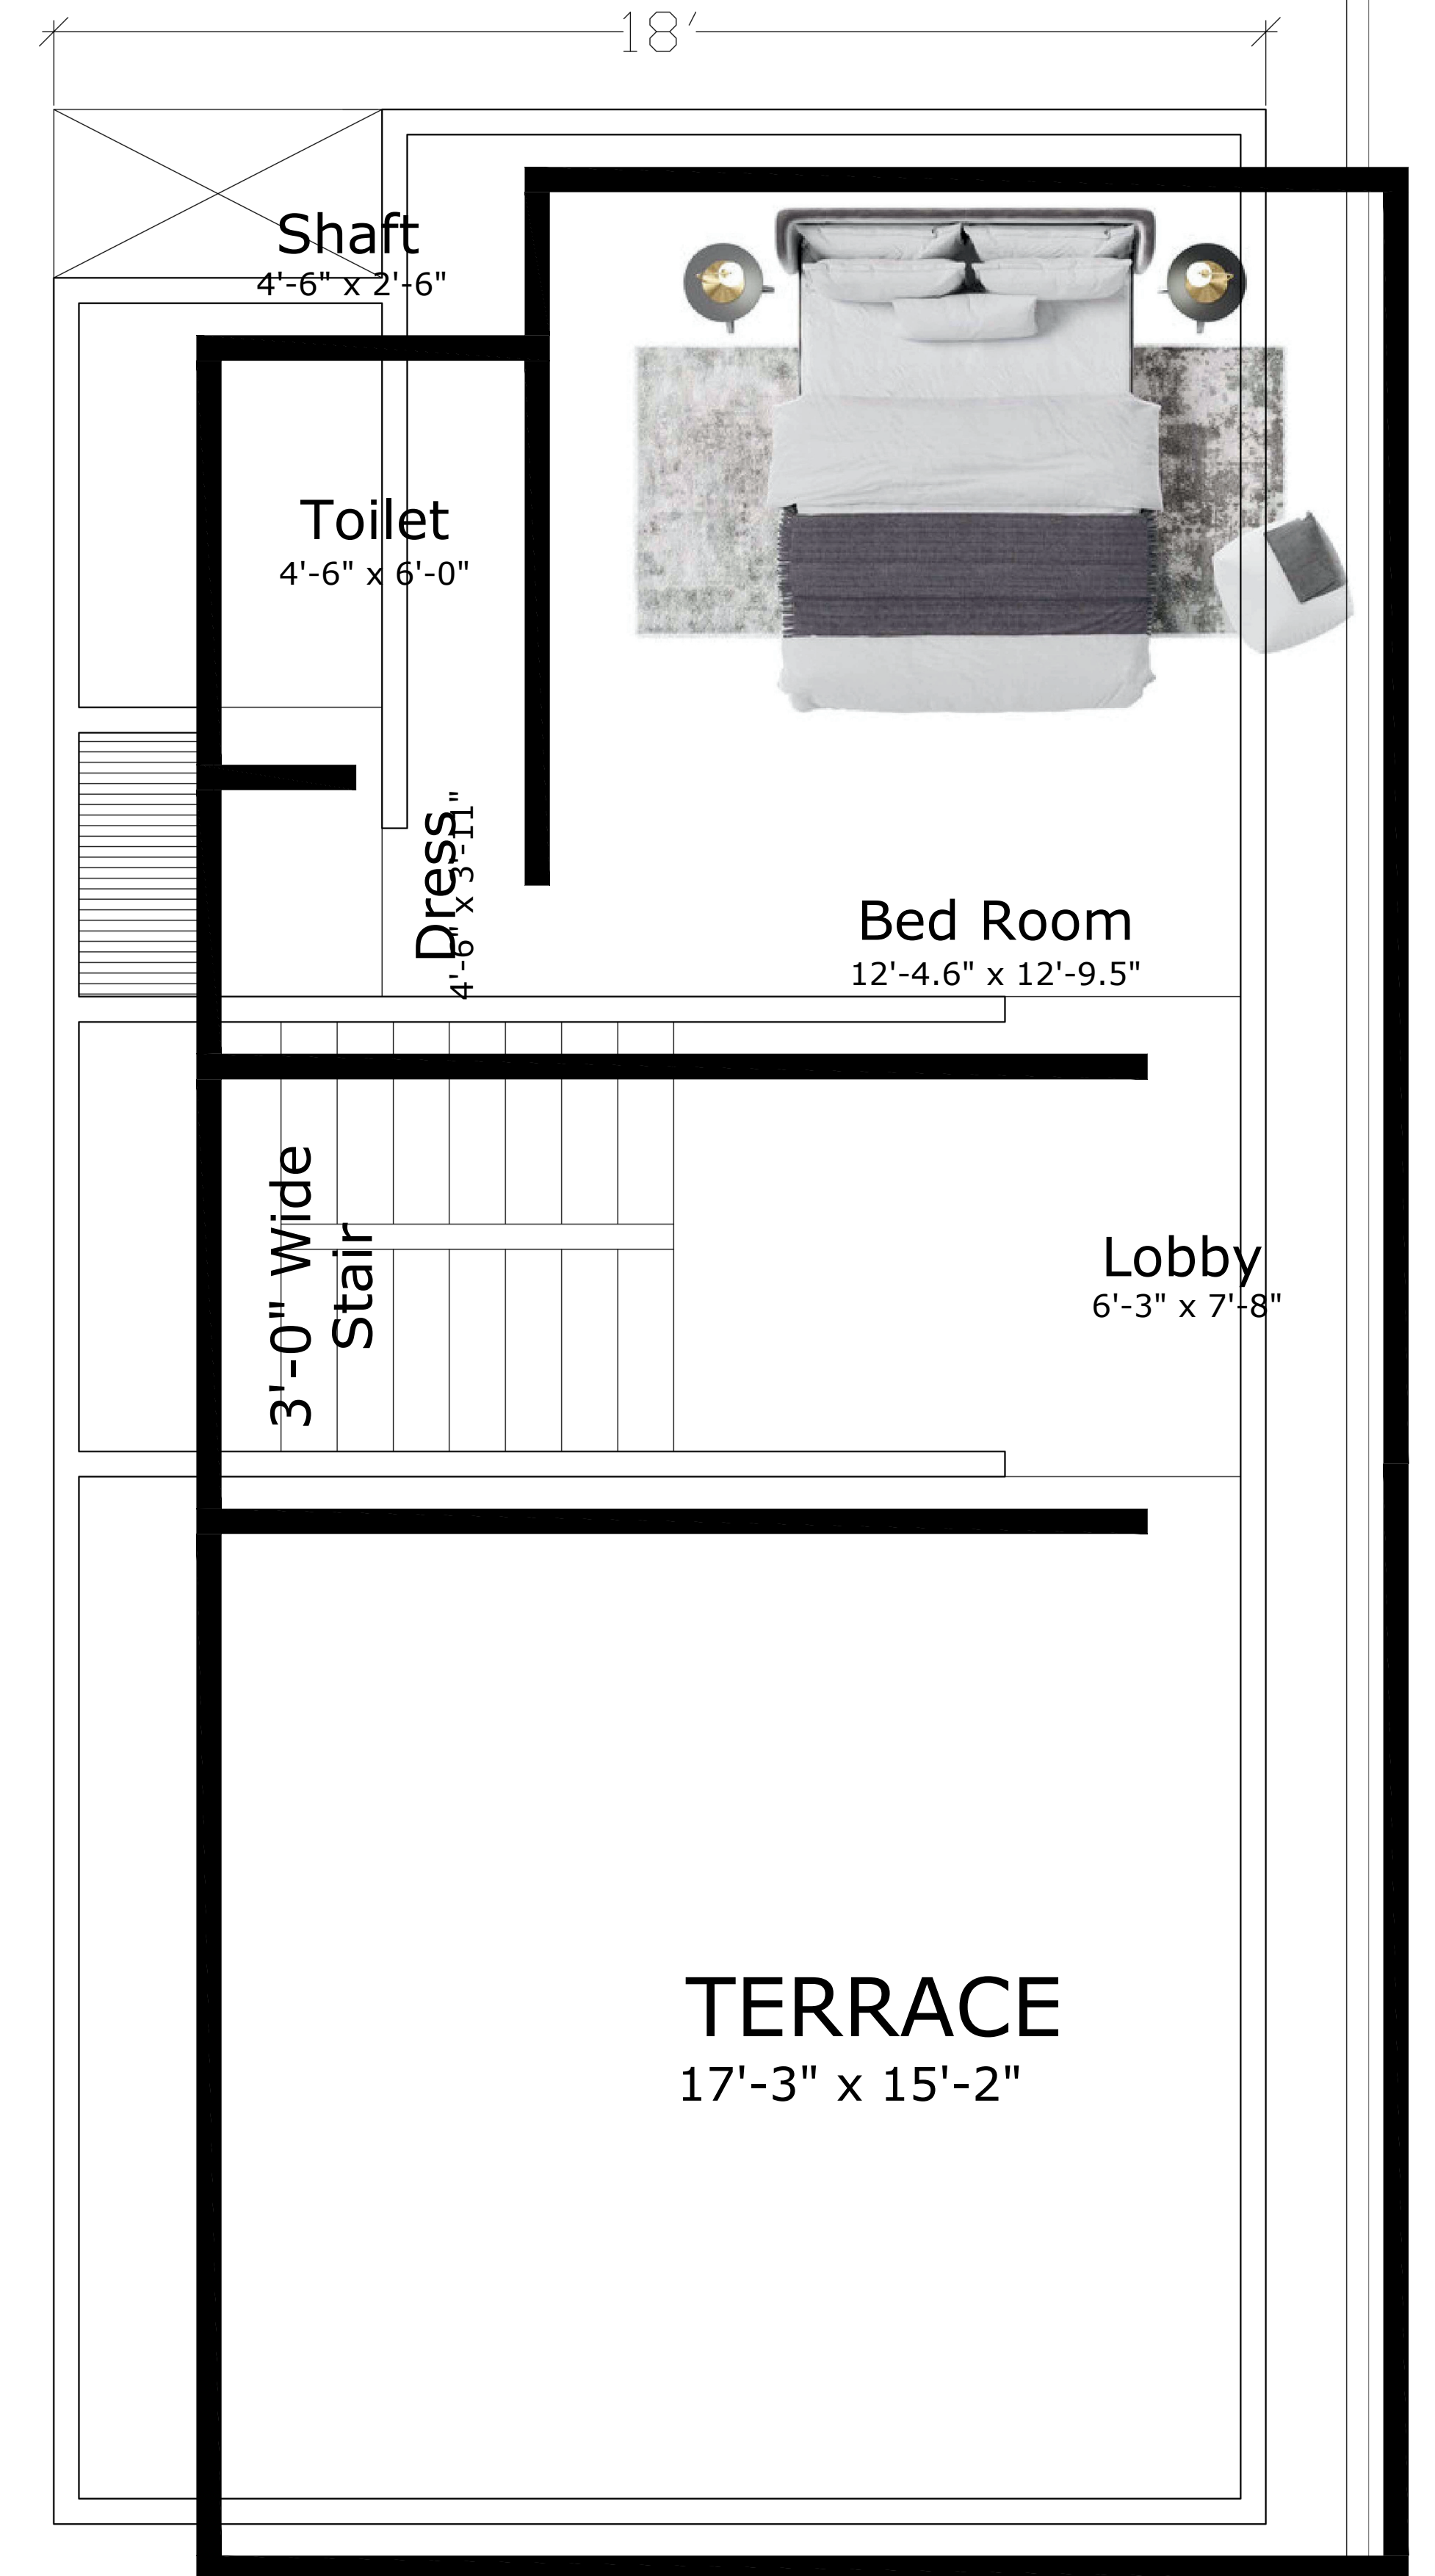 18'
Shaft
4'-6" x 2'-6"
Toilet
4'-6" x 6'-0"
Dress
4'-6" x 3'-11"
Bed Room
12'-4.6" x 12'-9.5"
3'-0" Wide
Stair
Lobby
6'-3" x 7'-8"
TERRACE
17'-3" x 15'-2"